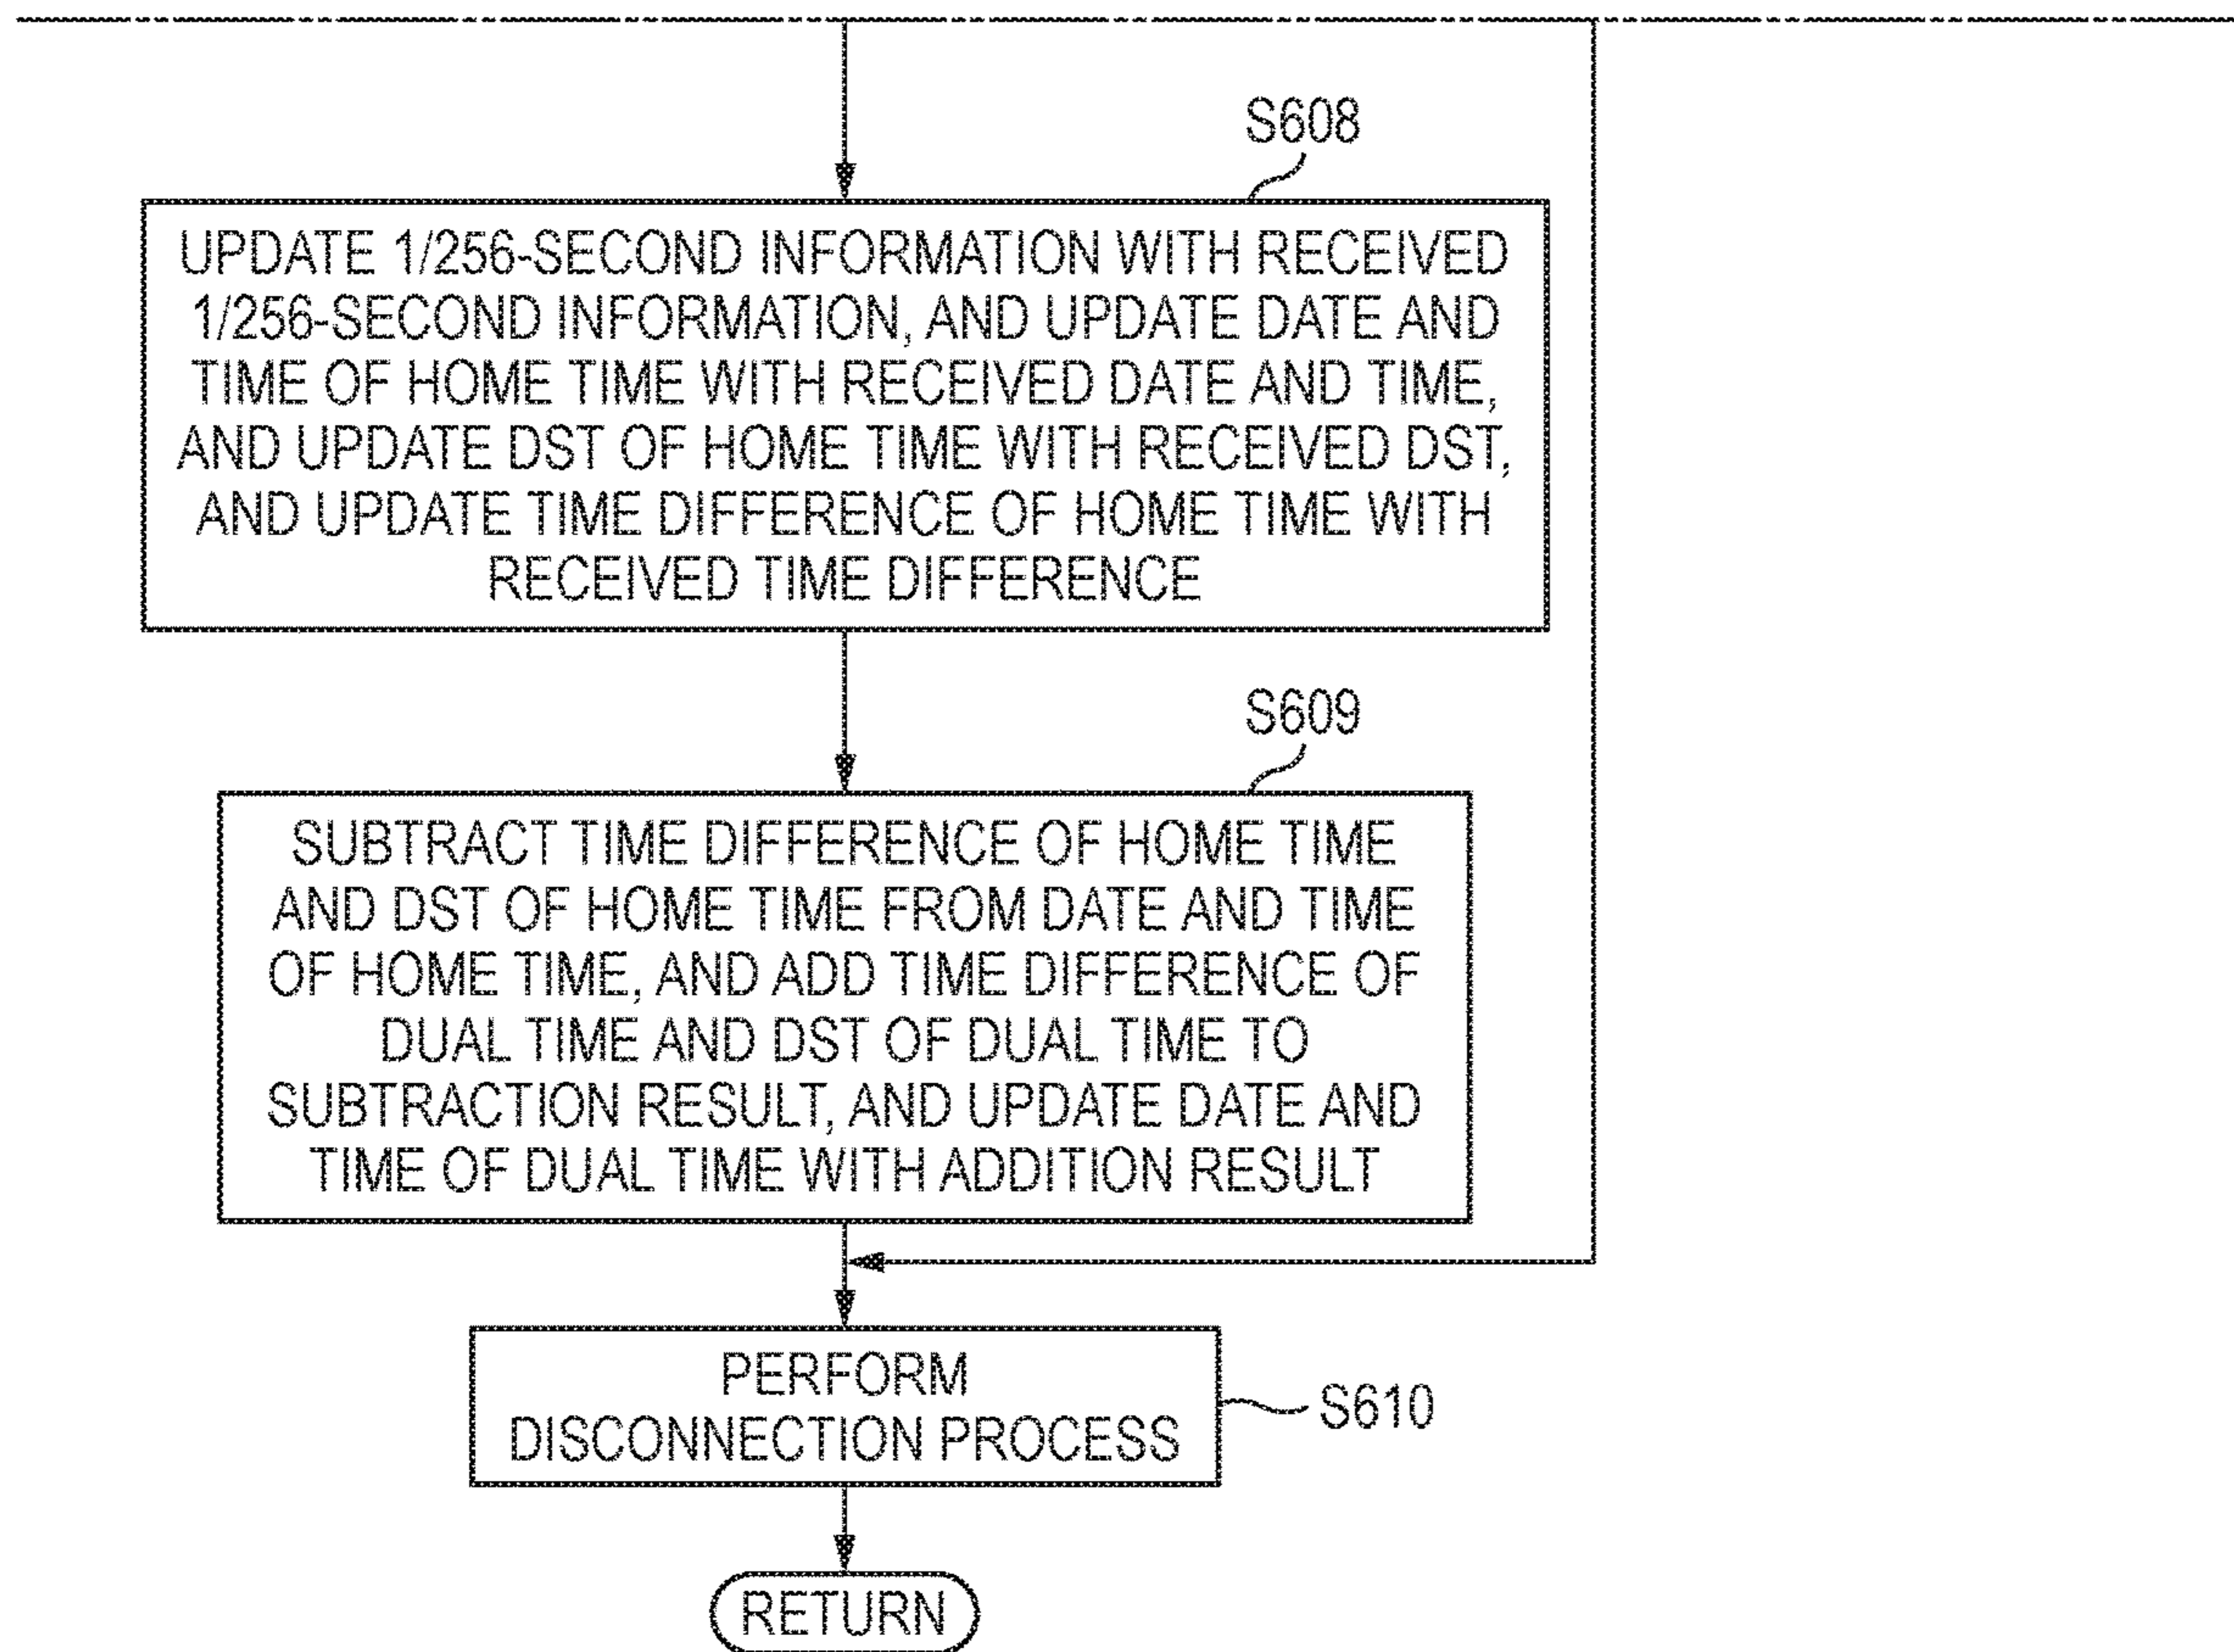 S608
UPDATE 1/256-SECOND INFORMATION WITH RECEIVED
1/256-SECOND INFORMATION, AND UPDATE DATE AND
TIME OF HOME TIME WITH RECEIVED DATE AND TIME,
AND UPDATE DST OF HOME TIME WITH RECEIVED DST,
AND UPDATE TIME DIFFERENCE OF HOME TIME WITH
RECEIVED TIME DIFFERENCE
S609
SUBTRACT TIME DIFFERENCE OF HOME TIME
AND DST OF HOME TIME FROM DATE AND TIME
OF HOME TIME, AND ADD TIME DIFFERENCE OF
DUAL TIME AND DST OF DUAL TIME TO
SUBTRACTION RESULT, AND UPDATE DATE AND
TIME OF DUAL TIME WITH ADDITION RESULT
PERFORM
DISCONNECTION PROCESS
S610
RETURN